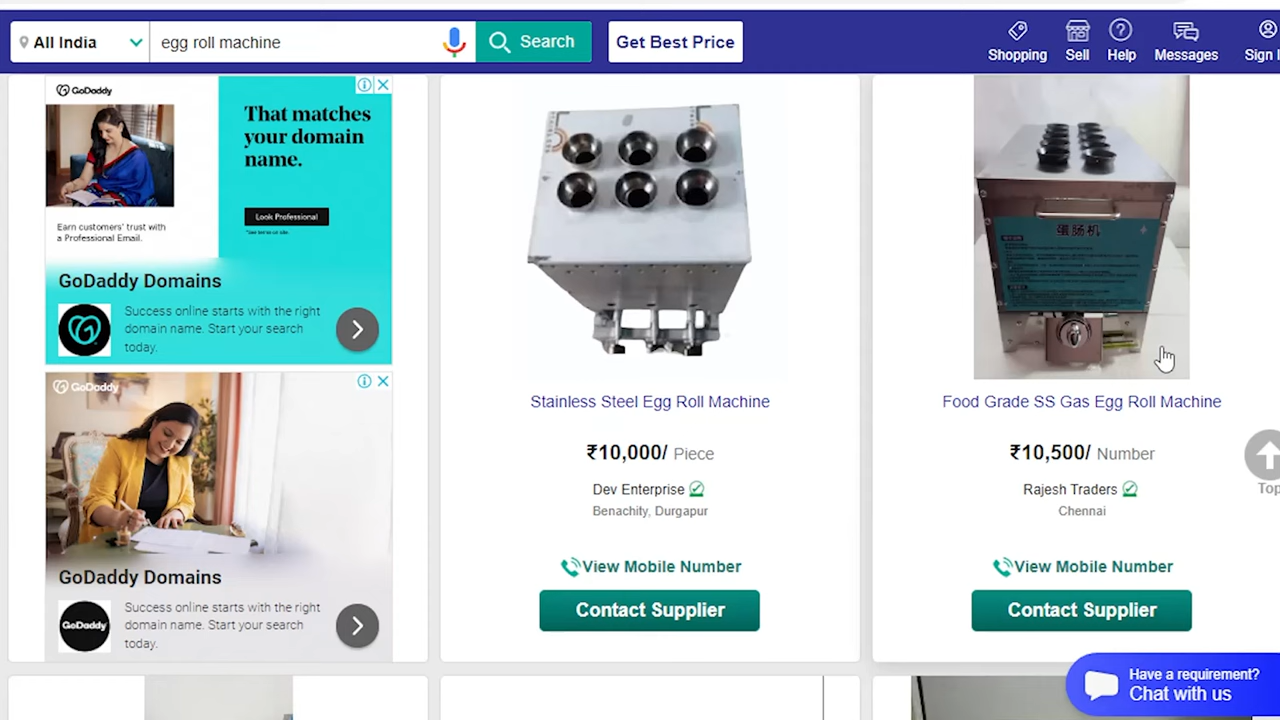 All India
egg roll machine
Search
Get Best Price
Shopping
Sell
Help
Messages
Sign
GoDaddy
That matches
your domain
name.
Look Professional
Earn customers' trust with
a Professional Email.
GoDaddy Domains
Success online starts with the right
domain name. Start your search
today.
GoDaddy
GoDaddy Domains
GoDaddy
Success online starts with the right
domain name. Start your search
today.
Stainless Steel Egg Roll Machine
₹10,000/ Piece
Dev Enterprise
Benachity, Durgapur
View Mobile Number
Contact Supplier
蛋肠机
Food Grade SS Gas Egg Roll Machine
₹10,500/ Number
Rajesh Traders
Chennai
View Mobile Number
Contact Supplier
Top
Have a requirement?
Chat with us